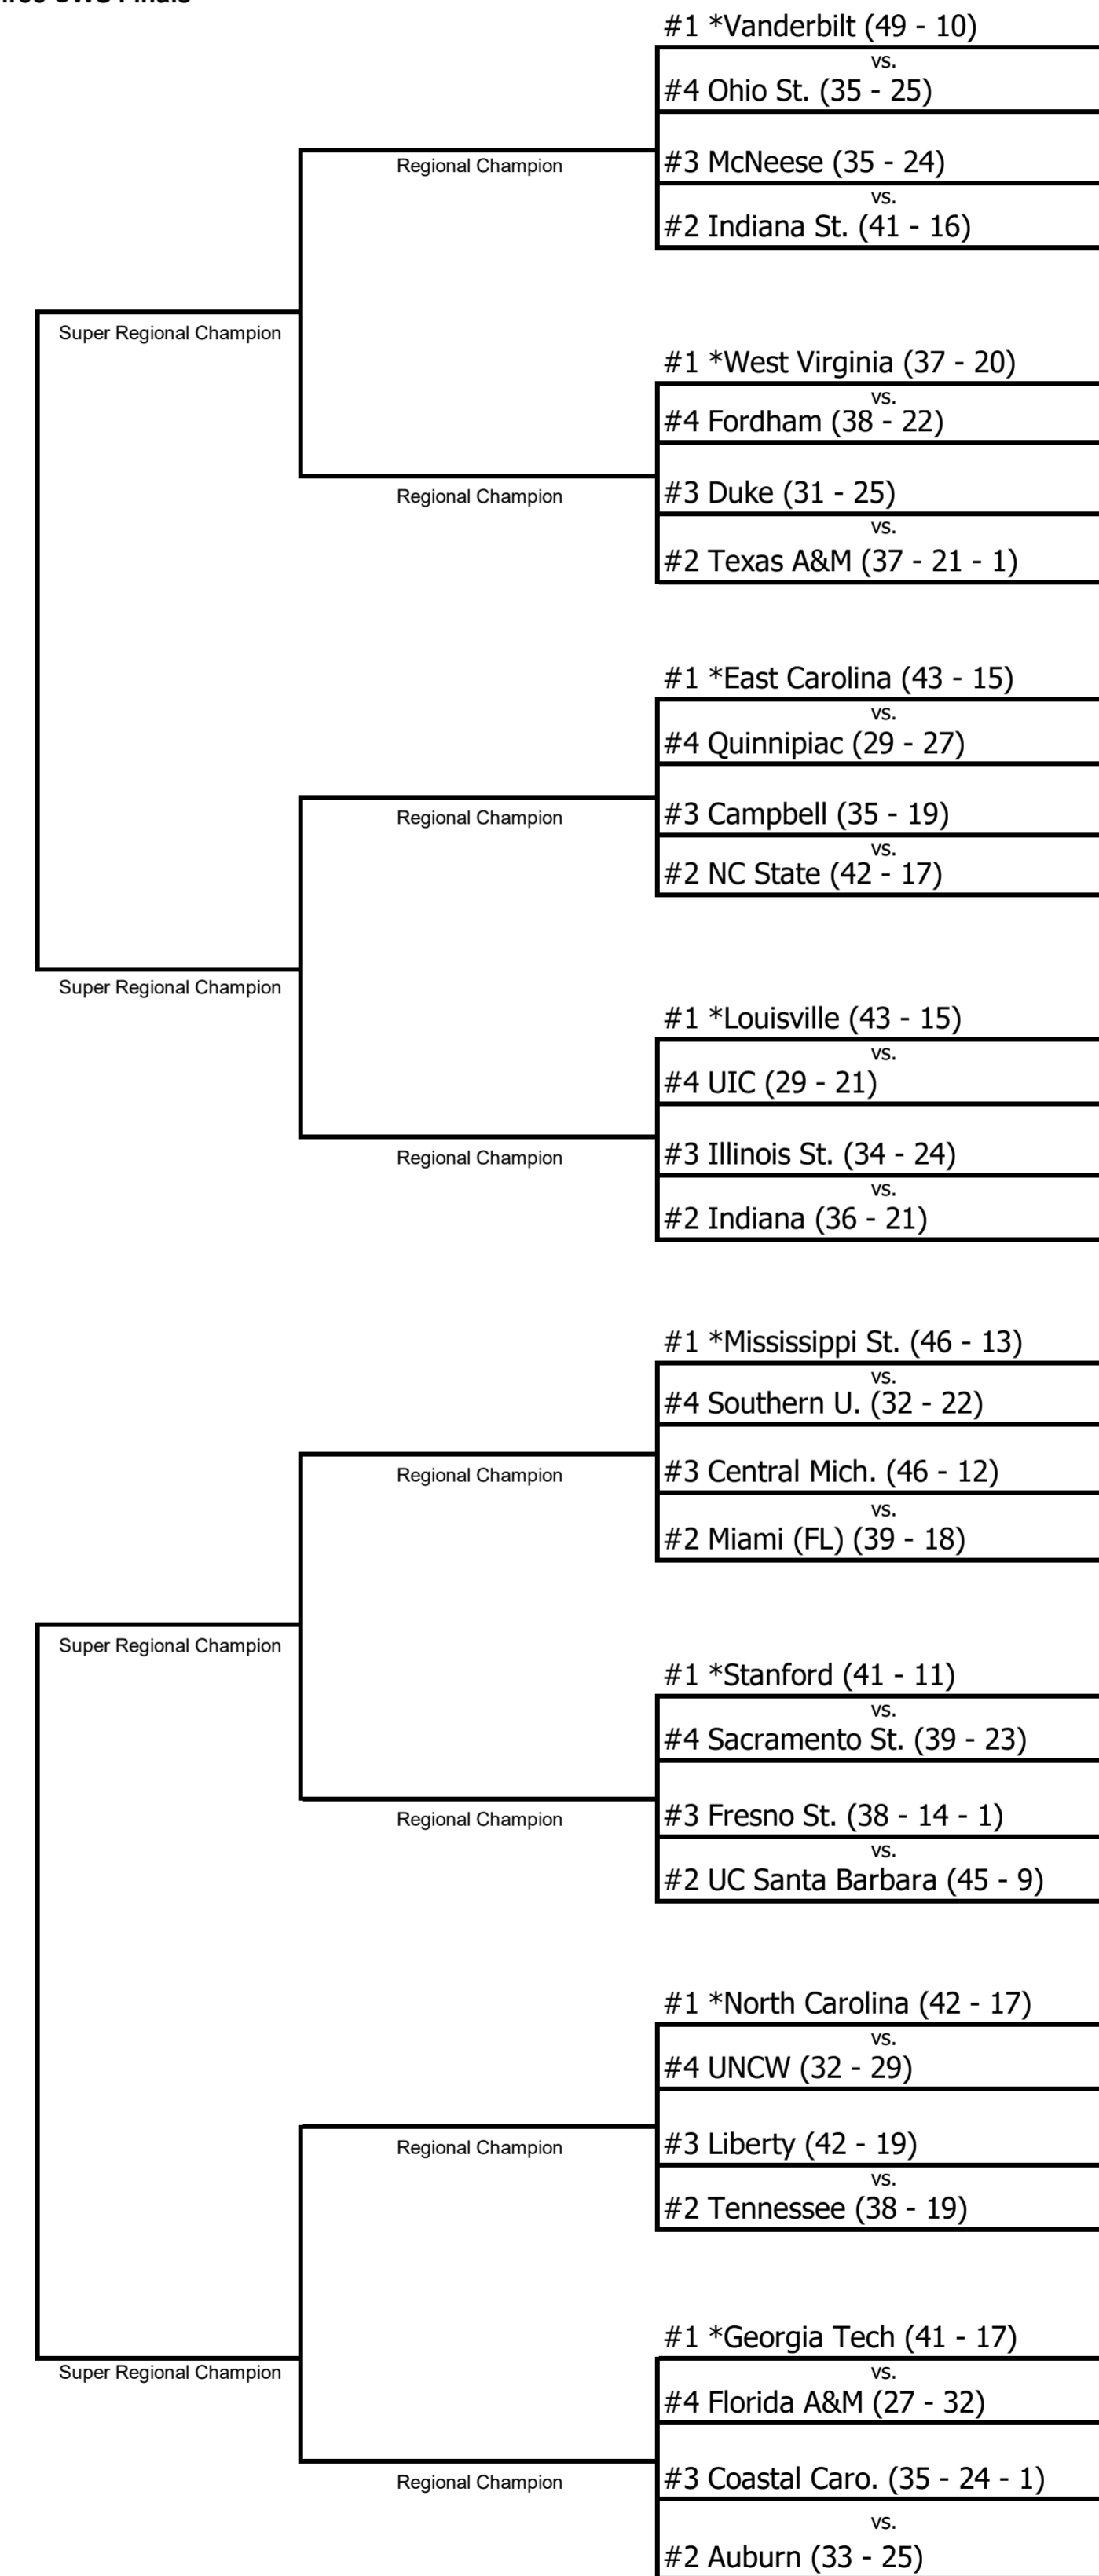 CWS Finals
#1 *Vanderbilt (49 - 10)
vs.
#4 Ohio St. (35 - 25)
Regional Champion
#3 McNeese (35 - 24)
vs.
#2 Indiana St. (41 - 16)
Super Regional Champion
#1 *West Virginia (37 - 20)
vs.
#4 Fordham (38 - 22)
Regional Champion
#3 Duke (31 - 25)
vs.
#2 Texas A&M (37 - 21 - 1)
#1 *East Carolina (43 - 15)
vs.
#4 Quinnipiac (29 - 27)
Regional Champion
#3 Campbell (35 - 19)
vs.
#2 NC State (42 - 17)
Super Regional Champion
#1 *Louisville (43 - 15)
vs.
#4 UIC (29 - 21)
Regional Champion
#3 Illinois St. (34 - 24)
vs.
#2 Indiana (36 - 21)
#1 *Mississippi St. (46 - 13)
vs.
#4 Southern U. (32 - 22)
Regional Champion
#3 Central Mich. (46 - 12)
vs.
#2 Miami (FL) (39 - 18)
Super Regional Champion
#1 *Stanford (41 - 11)
vs.
#4 Sacramento St. (39 - 23)
Regional Champion
#3 Fresno St. (38 - 14 - 1)
vs.
#2 UC Santa Barbara (45 - 9)
#1 *North Carolina (42 - 17)
vs.
#4 UNCW (32 - 29)
Regional Champion
#3 Liberty (42 - 19)
vs.
#2 Tennessee (38 - 19)
#1 *Georgia Tech (41 - 17)
Super Regional Champion
vs.
#4 Florida A&M (27 - 32)
Regional Champion
#3 Coastal Caro. (35 - 24 - 1)
vs.
#2 Auburn (33 - 25)